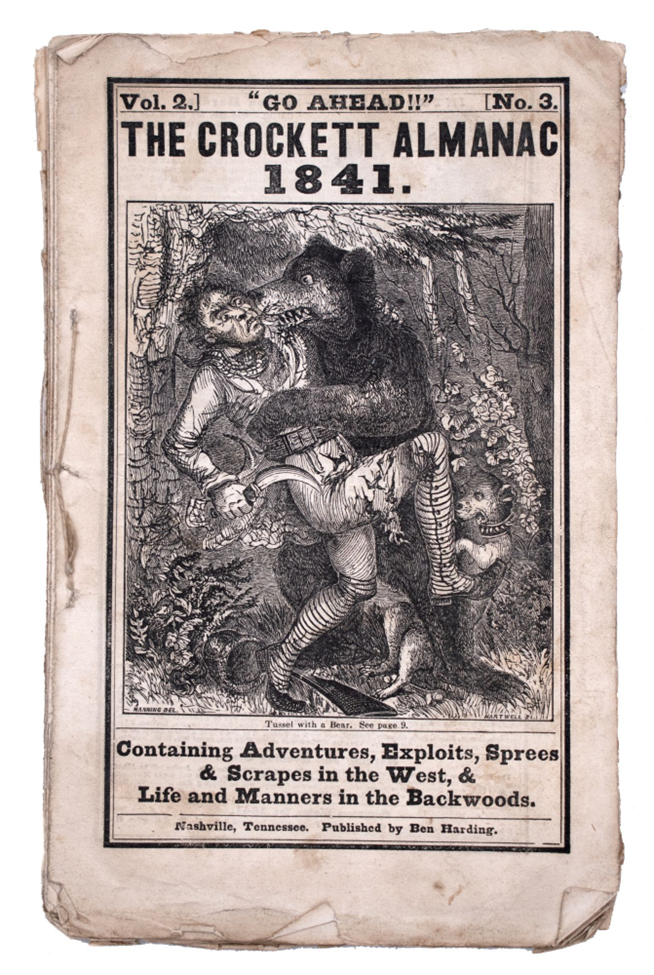 Vol. 2.] "GO AHEAD!!" [No. 3.
THE CROCKETT ALMANAC
1841.
MANNING DEL.
HARTWELL
Tussel with a Bear. See page 9.
Containing Adventures, Exploits, Sprees
& Scrapes in the West, &
Life and Manners in the Backwoods.
Nashville, Tennessee. Published by Ben Harding.